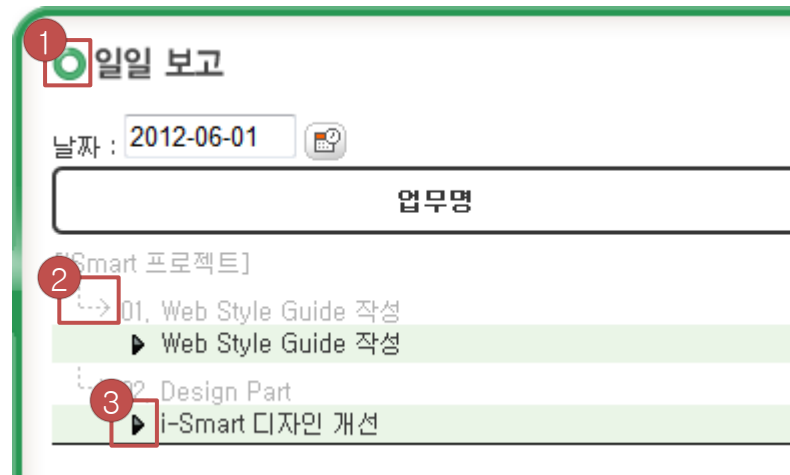 1
일일 보고
날짜 : 2012-06-01
업무명
Smart 프로젝트]
2
01. Web Style Guide 작성
Web Style Guide 작성
02. Design Part
3
i-Smart 디자인 개선